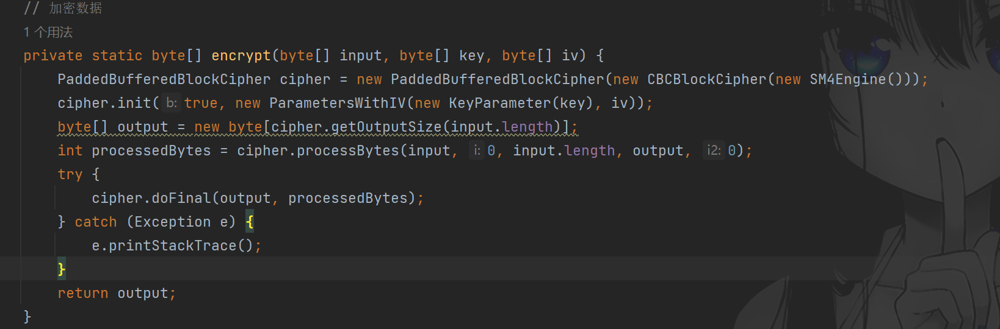 // 加密数据
1 个用法
private static byte[] encrypt(byte[] input, byte[] key, byte[] iv) {
PaddedBufferedBlockCipher cipher = new PaddedBufferedBlockCipher(new CBCBlockCipher(new SM4Engine()));
cipher.init( b: true, new ParametersWithIV(new KeyParameter(key), iv));
byte[] output = new byte[cipher.getOutputSize(input.length)];
int processedBytes = cipher.processBytes(input, i: 0, input.length, output, i2: 0);
try {
cipher.doFinal(output, processedBytes);
} catch (Exception e) {
e.printStackTrace();
}
return output;
}